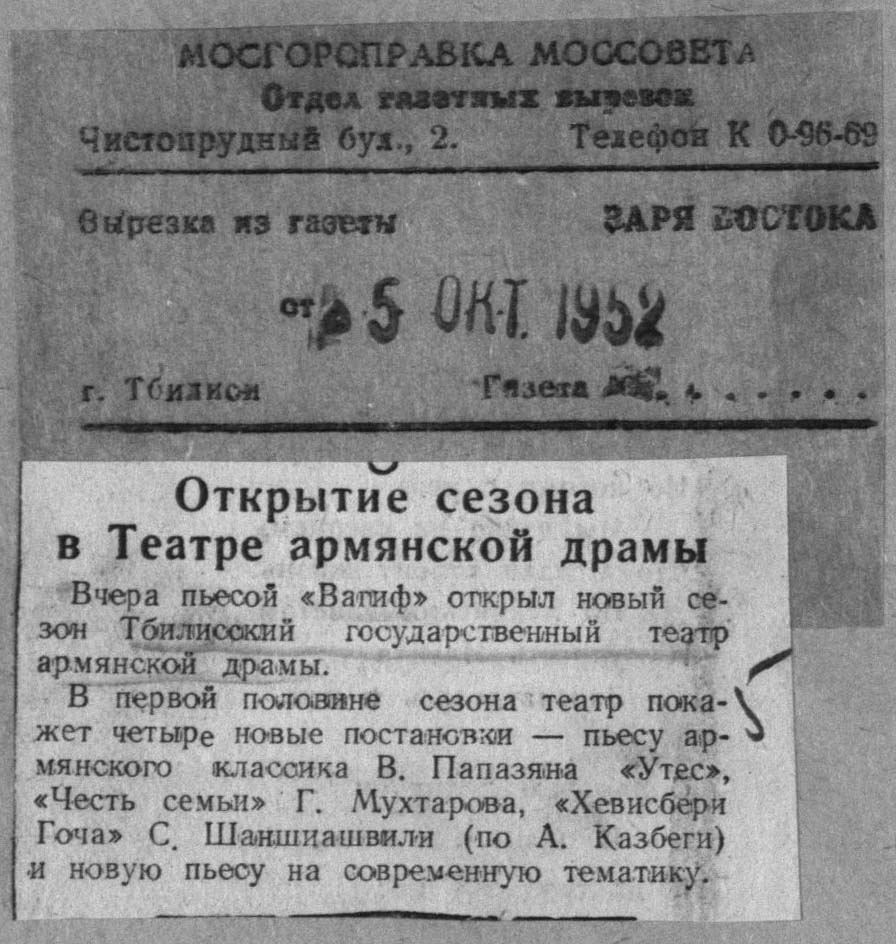 МОСГОРСПРАВКА МОССОВЕТА
Отдел газетных вырезок
Чистопрудный бул., 2. Телефон К 0-96-69
Вырезка из газеты ЗАРЯ ВОСТОКА
от 5 ОКТ. 1952
г. Тбилиси Газета №. . . . . . .
Открытие сезона
в Театре армянской драмы
Вчера пьесой «Вагиф» открыл новый се-
зон Тбилисский государственный театр
армянской драмы.
В первой половине сезона театр пока-
жет четыре новые постановки — пьесу ар-
мянского классика В. Папазяна «Утес»,
«Честь семьи» Г. Мухтарова, «Хевисбери
Гоча» С. Шаншиашвили (по А. Казбеги)
и новую пьесу на современную тематику.